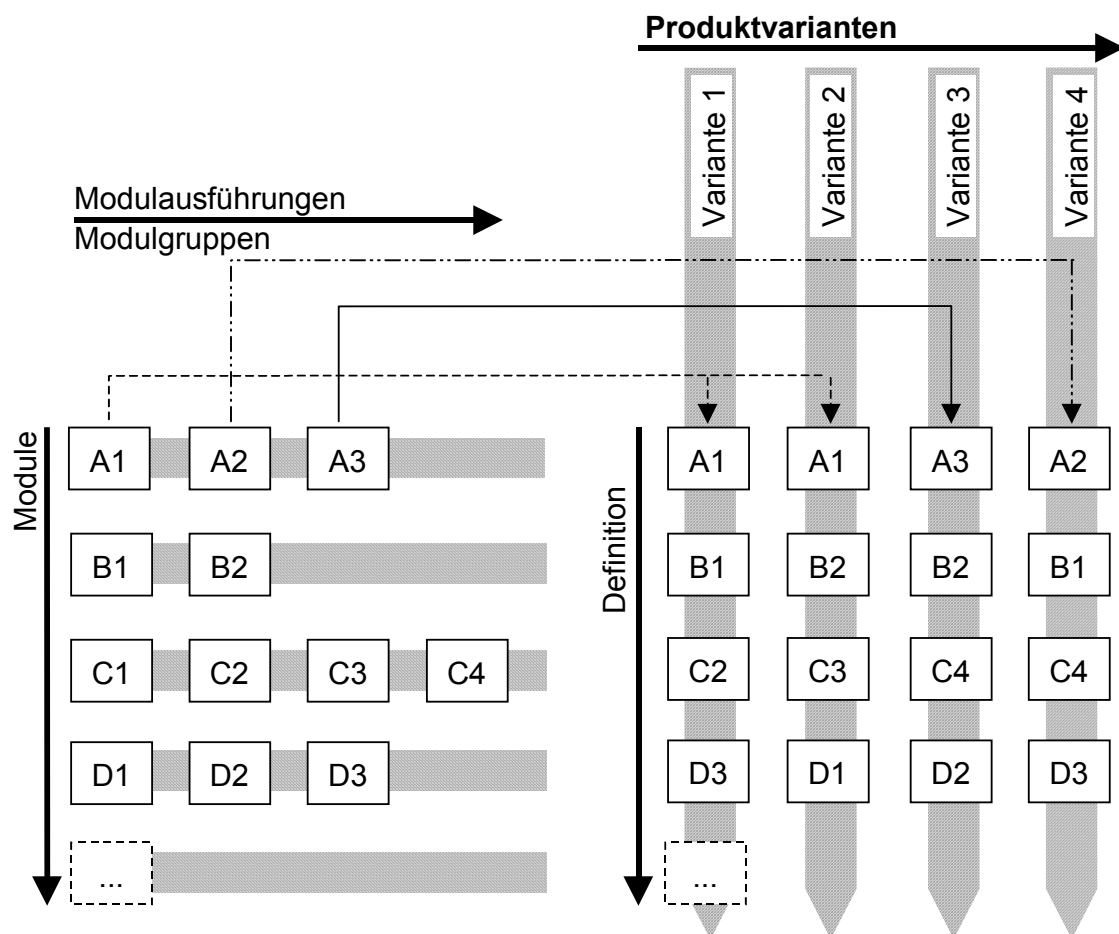 Produktvarianten
Variante 1
Variante 2
Variante 3
Variante 4
Modulausführungen
Modulgruppen
Module
A1 A2 A3
B1 B2
C1 C2 C3 C4
D1 D2 D3
...
Definition
A1 A1 A3 A2
B1 B2 B2 B1
C2 C3 C4 C4
D3 D1 D2 D3
...